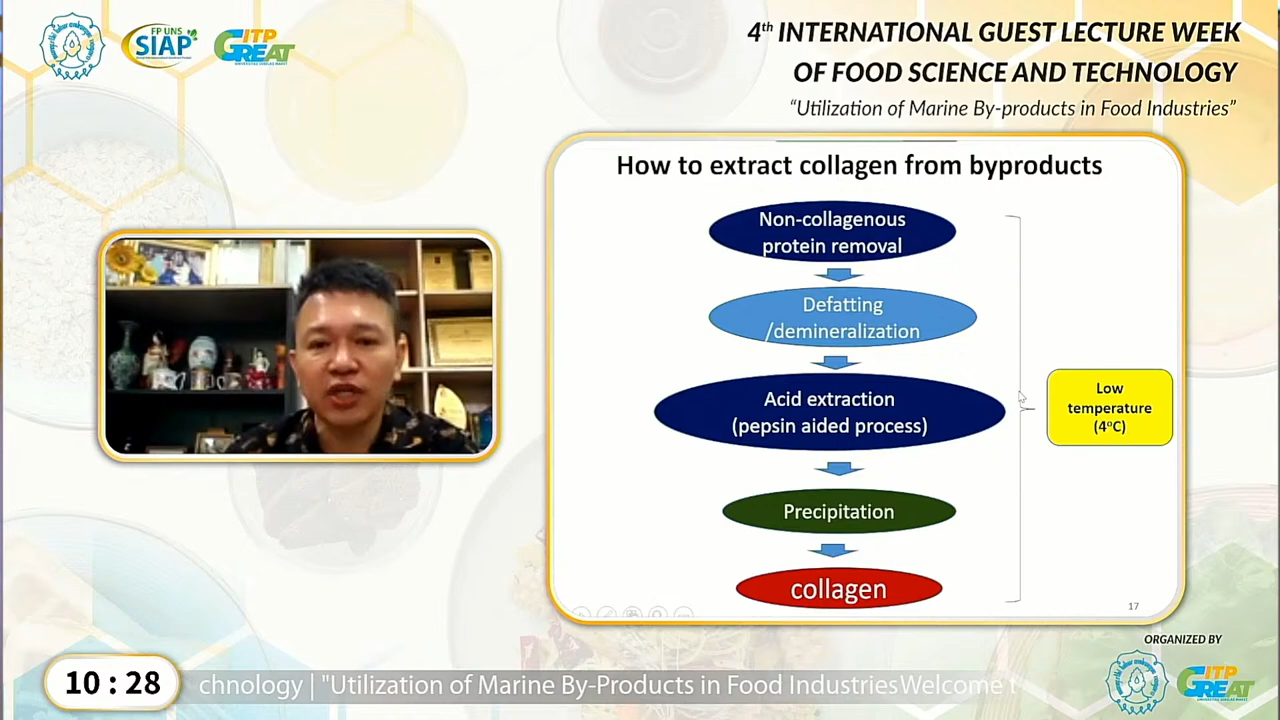 FP UNS
SIAP
ITP
GREAT
4th INTERNATIONAL GUEST LECTURE WEEK
OF FOOD SCIENCE AND TECHNOLOGY
“Utilization of Marine By-products in Food Industries”
How to extract collagen from byproducts
Non-collagenous
protein removal
Defatting
/demineralization
Acid extraction
(pepsin aided process)
Low
temperature
(4oC)
Precipitation
collagen
17
ORGANIZED BY
10 : 28
chnology | "Utilization of Marine By-Products in Food IndustriesWelcome t
ITP
GREAT